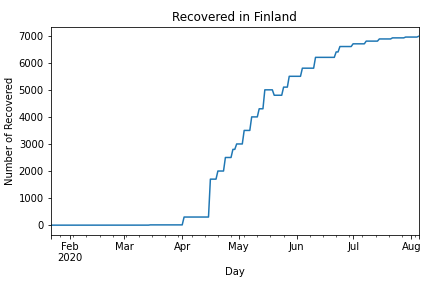 Recovered in Finland
Number of Recovered
7000
6000
5000
4000
3000
2000
1000
0
Feb
2020
Mar
Apr
May
Jun
Jul
Aug
Day